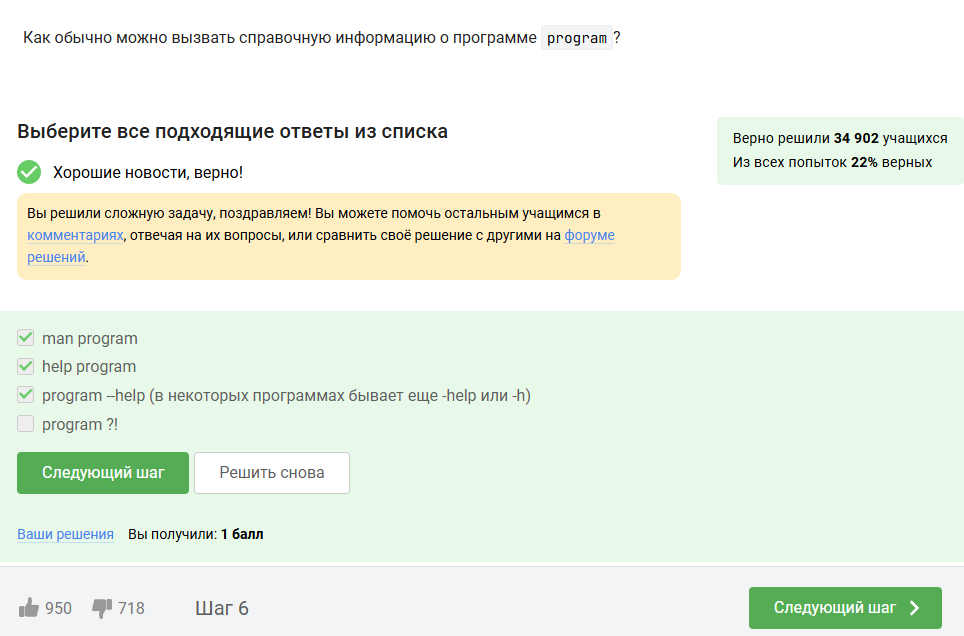 Как обычно можно вызвать справочную информацию о программе program?
Выберите все подходящие ответы из списка
Верно решили 34 902 учащихся
Из всех попыток 22% верных
Хорошие новости, верно!
Вы решили сложную задачу, поздравляем! Вы можете помочь остальным учащимся в
комментариях, отвечая на их вопросы, или сравнить своё решение с другими на форуме
решений.
man program
help program
program --help (в некоторых программах бывает еще -help или -h)
program ?!
Следующий шаг
Решить снова
Ваши решения Вы получили: 1 балл
950 718 Шаг 6
Следующий шаг